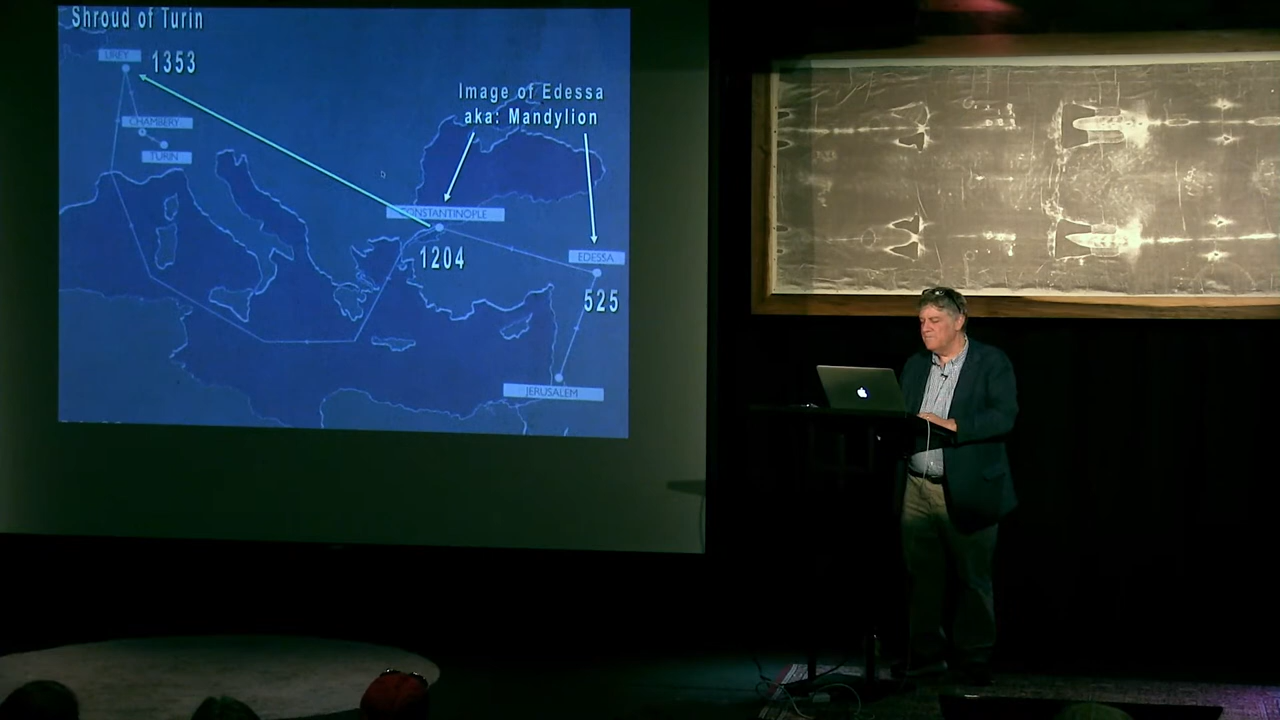 Shroud of Turin
LIREY
1353
Image of Edessa
aka: Mandylion
CHAMBERY
TURIN
CONSTANTINOPLE
1204
EDESSA
525
JERUSALEM